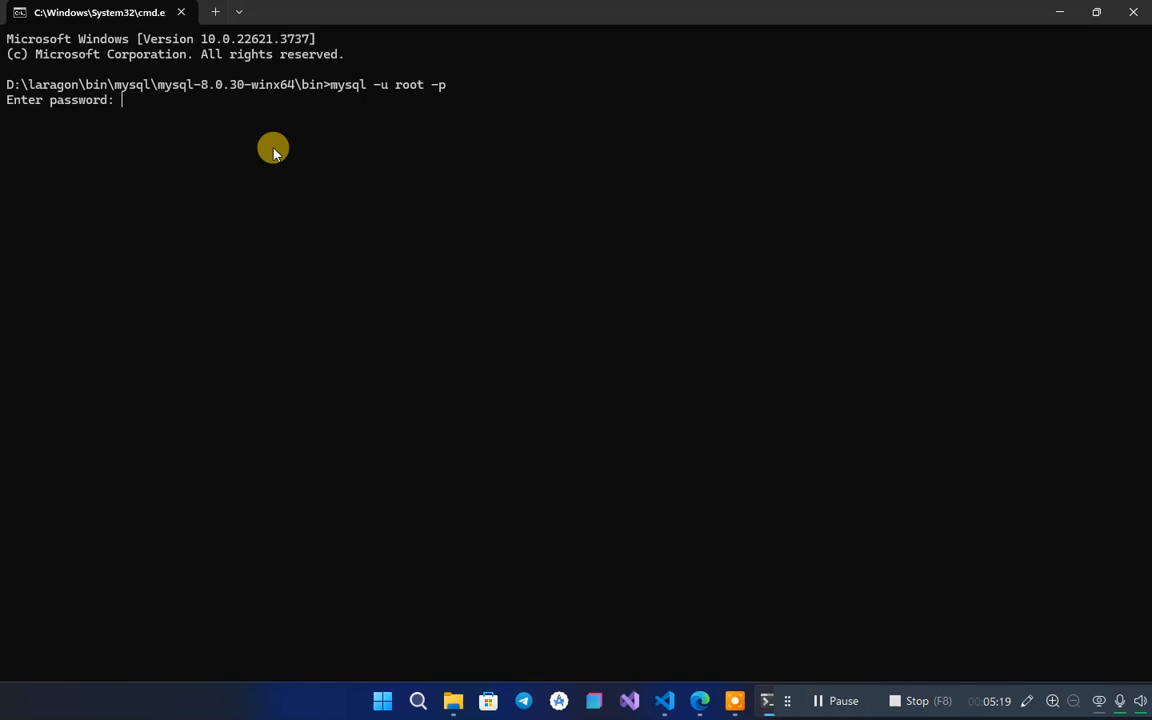 C:\Windows\System32\cmd.e
Microsoft Windows [Version 10.0.22621.3737]
(c) Microsoft Corporation. All rights reserved.
D:\laragon\bin\mysql\mysql-8.0.30-winx64\bin>mysql -u root -p
Enter password:
Pause
Stop (F8)
00:05:19